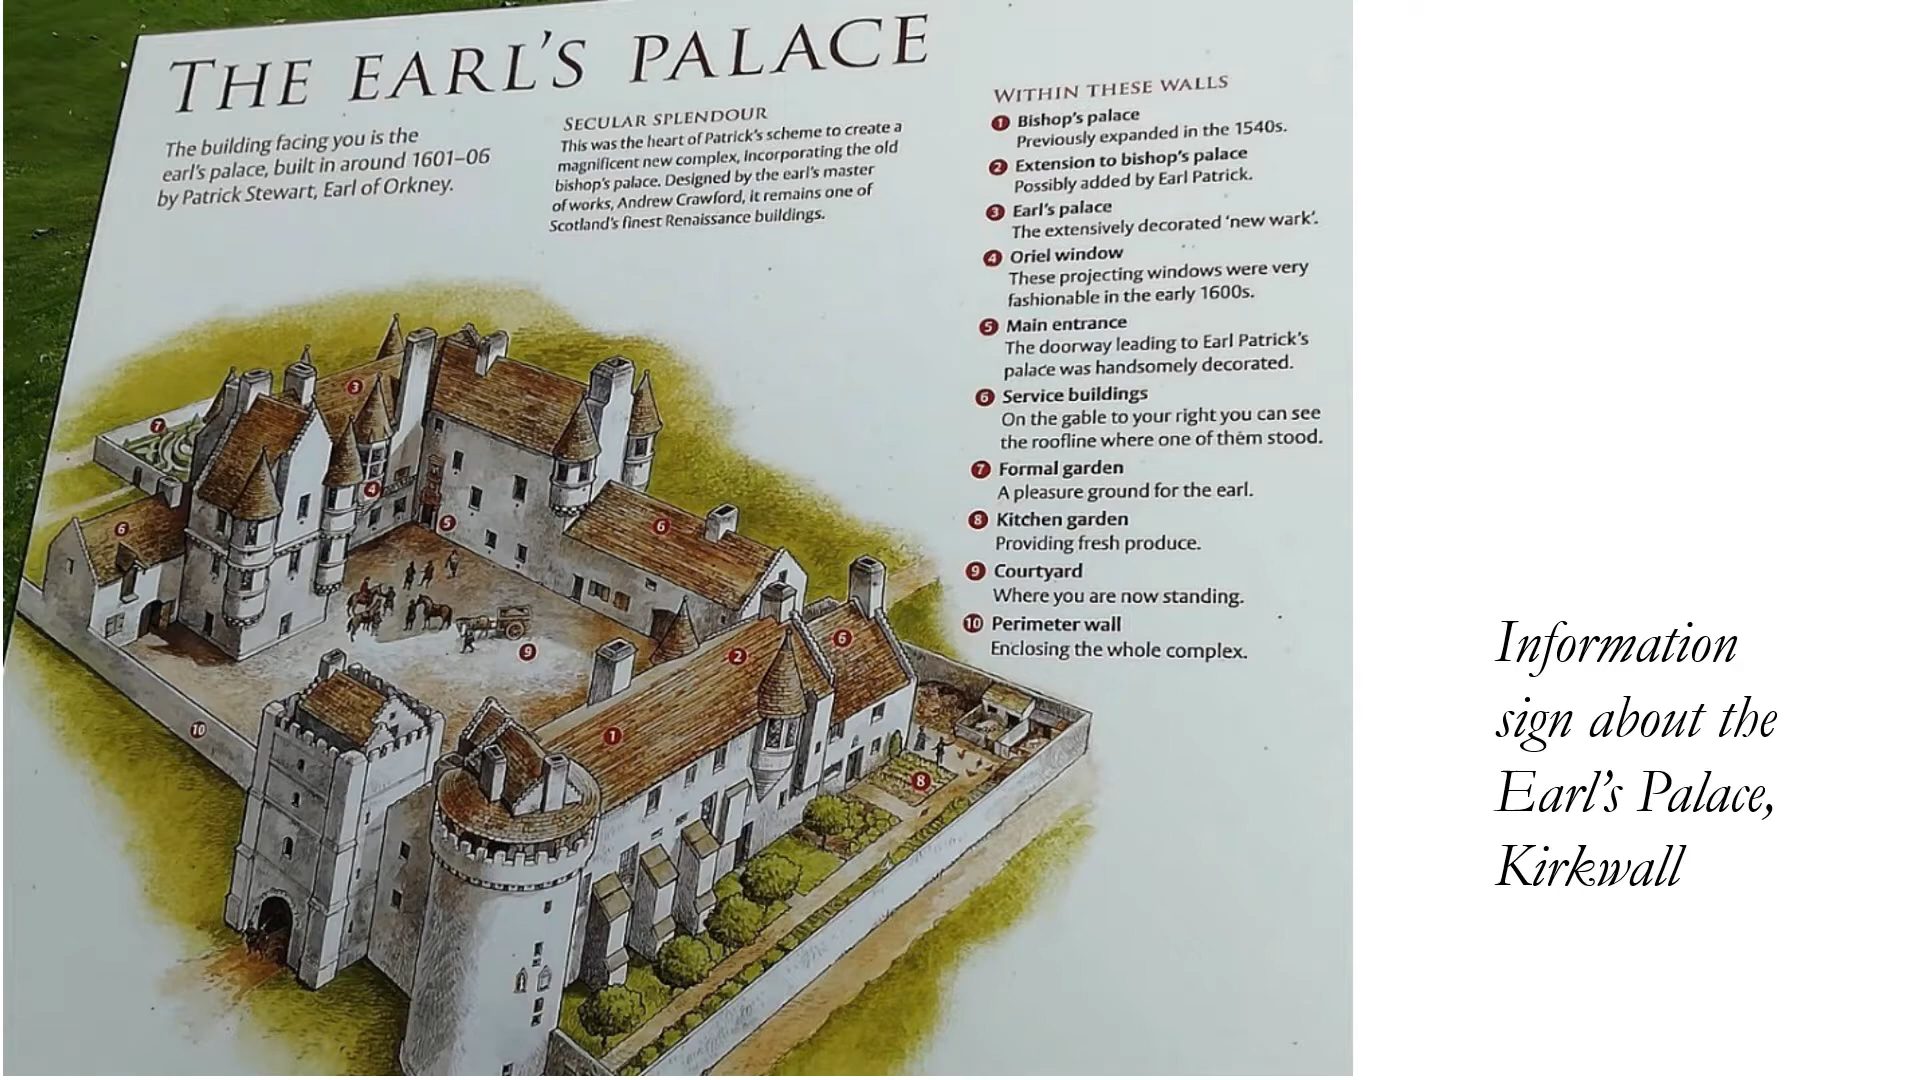 THE EARL'S PALACE
The building facing you is the
earl's palace, built in around 1601–06
by Patrick Stewart, Earl of Orkney.
SECULAR SPLENDOUR
This was the heart of Patrick's scheme to create a
magnificent new complex, incorporating the old
bishop's palace. Designed by the earl's master
of works, Andrew Crawford, it remains one of
Scotland's finest Renaissance buildings.
WITHIN THESE WALLS
1 Bishop's palace
Previously expanded in the 1540s.
2 Extension to bishop's palace
Possibly added by Earl Patrick.
3 Earl's palace
The extensively decorated 'new wark'.
4 Oriel window
These projecting windows were very
fashionable in the early 1600s.
5 Main entrance
The doorway leading to Earl Patrick's
palace was handsomely decorated.
6 Service buildings
On the gable to your right you can see
the roofline where one of them stood.
7 Formal garden
A pleasure ground for the earl.
8 Kitchen garden
Providing fresh produce.
9 Courtyard
Where you are now standing.
10 Perimeter wall
Enclosing the whole complex.
3
7
4
6
5
6
9
2
6
10
1
8
Information
sign about the
Earl's Palace,
Kirkwall